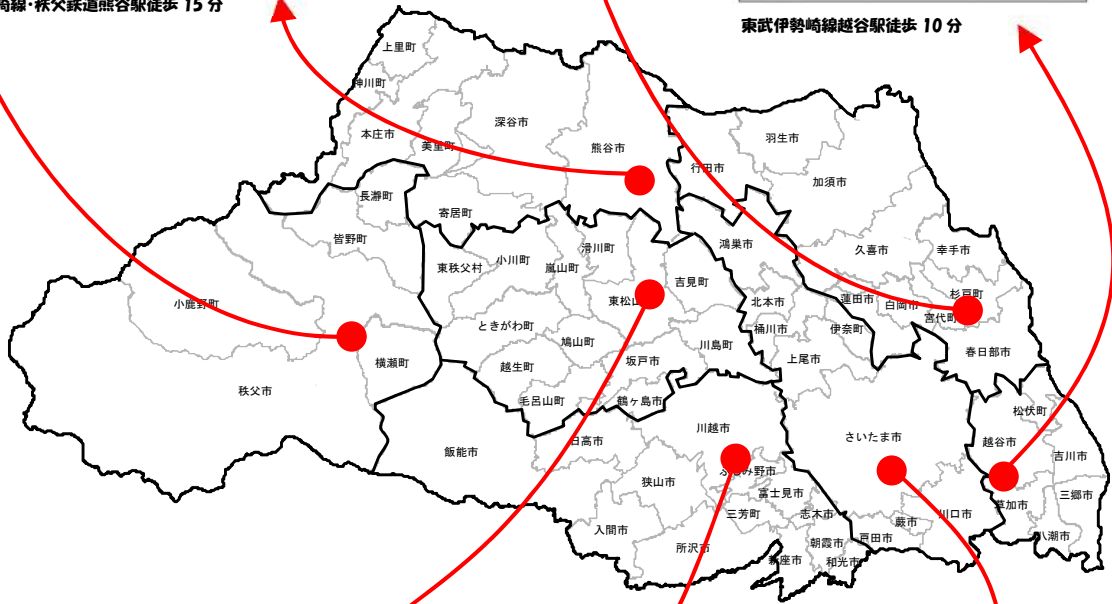 崎線・秩父鉄道熊谷駅徒歩 15 分
東武伊勢崎線越谷駅徒歩 10 分
上里町
神川町
本庄市
美里町
深谷市
熊谷市
行田市
羽生市
加須市
長瀞町
寄居町
皆野町
東秩父村
小川町
嵐山町
滑川町
吉見町
鴻巣市
久喜市
幸手市
小鹿野町
東松山
北本市
蓮田市
白岡市
杉戸町
宮代町
ときがわ町
鳩山町
川島町
桶川市
伊奈町
春日部市
秩父市
横瀬町
越生町
坂戸市
上尾市
毛呂山町
鶴ヶ島市
松伏町
飯能市
日高市
川越市
さいたま市
越谷市
吉川市
狭山市
ふじみ野市
富士見市
三芳町
志木市
三郷市
草加市
入間市
所沢市
朝霞市
新座市
和光市
戸田市
蕨市
川口市
八潮市